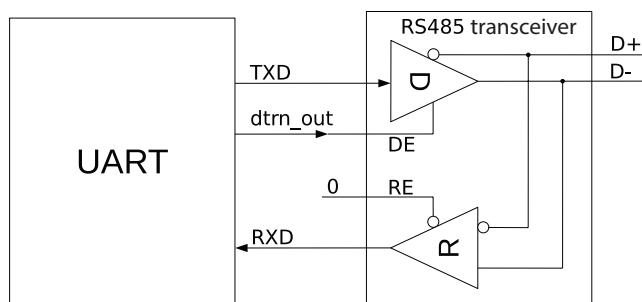 RS485 transceiver
D+
D-
TXD
D
dtrn_out
DE
UART
0
RE
RXD
R